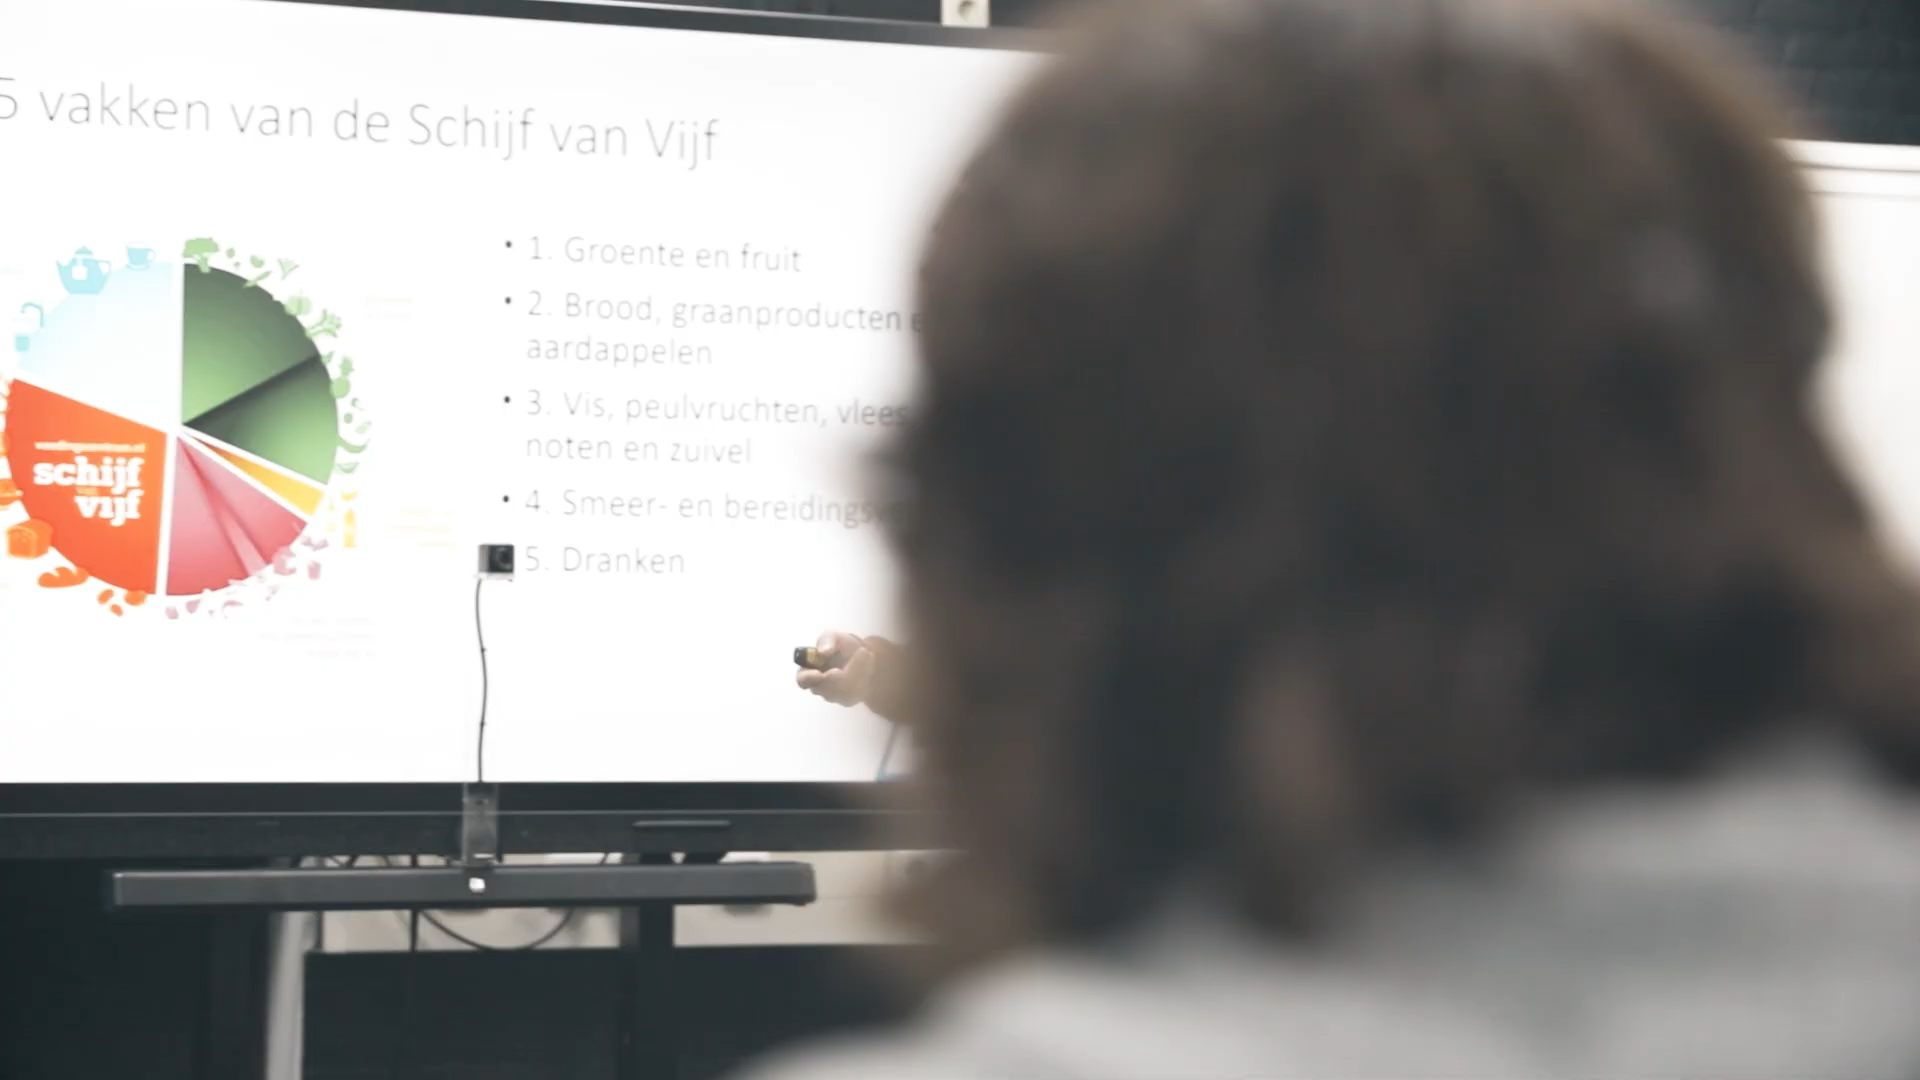 5 vakken van de Schijf van Vijf
• 1. Groente en fruit
• 2. Brood, graanproducten
aardappelen
• 3. Vis, peulvruchten, vlees
noten en zuivel
• 4. Smeer- en
5. Dranken
schijf
van
vijf